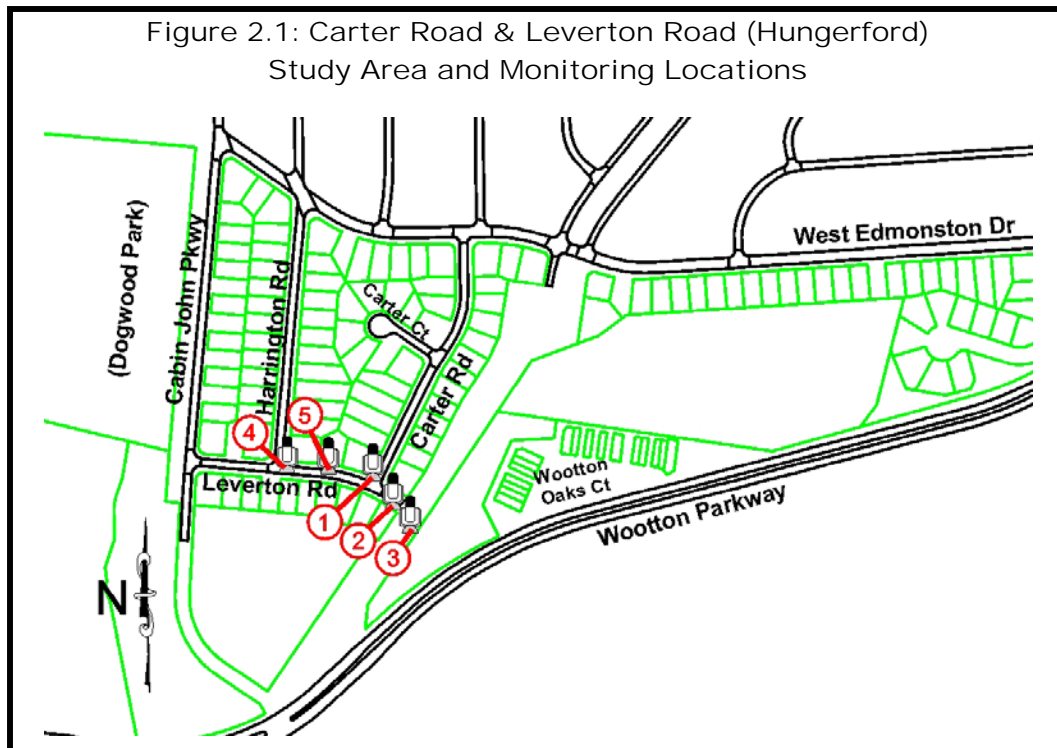 Figure 2.1: Carter Road & Leverton Road (Hungerford)
Study Area and Monitoring Locations
(Dogwood Park)
Cabin John Pkwy
Harrington Rd
Carter Ct
Carter Rd
West Edmonston Dr
4
5
Leverton Rd
1
2
3
Wootton
Oaks Ct
Wootton Parkway
N